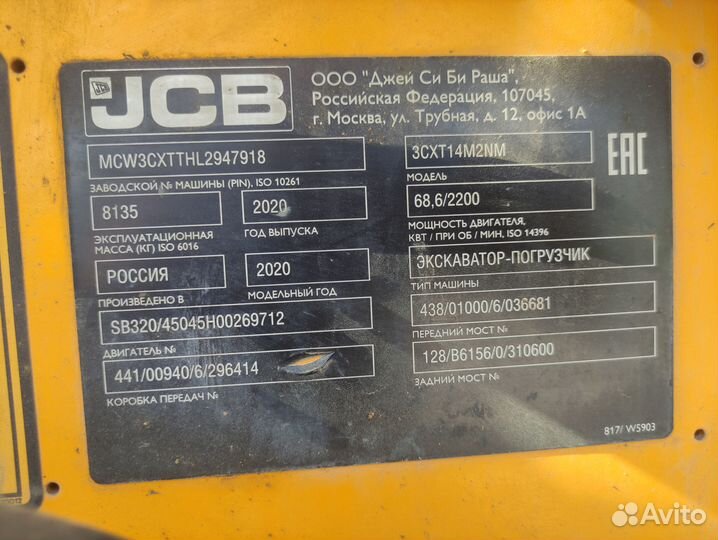 JCB
JCB
ООО "Джей Си Би Раша",
Российская Федерация, 107045,
г. Москва, ул. Трубная, д. 12, офис 1А
MCW3CXTTHL2947918
ЗАВОДСКОЙ № МАШИНЫ (PIN), ISO 10261
8135
2020
ЭКСПЛУАТАЦИОННАЯ
МАССА (КГ) ISO 6016
ГОД ВЫПУСКА
РОССИЯ
2020
ПРОИЗВЕДЕНО В
МОДЕЛЬНЫЙ ГОД
SB320/45045H00269712
ДВИГАТЕЛЬ №
441/00940/6/296414
КОРОБКА ПЕРЕДАЧ №
3CXT14M2NM
МОДЕЛЬ
68,6/2200
МОЩНОСТЬ ДВИГАТЕЛЯ,
КВТ / ПРИ ОБ / МИН, ISO 14396
ЭКСКАВАТОР-ПОГРУЗЧИК
ТИП МАШИНЫ
438/01000/6/036681
ПЕРЕДНИЙ МОСТ №
128/B6156/0/310600
ЗАДНИЙ МОСТ №
EAC
817/ W5903
Avito